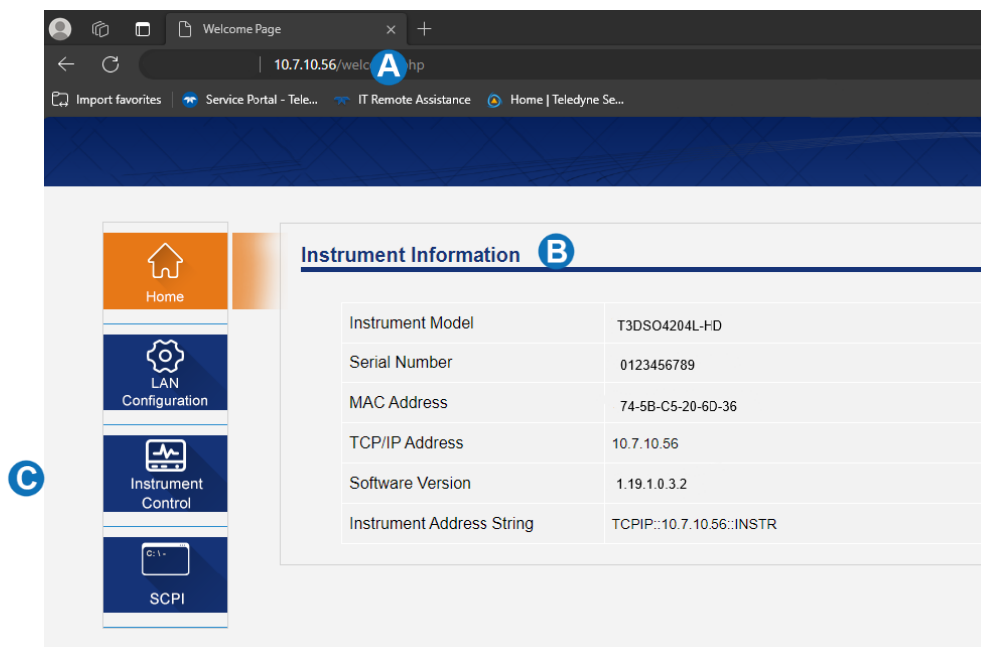 Welcome Page
10.7.10.56/welc A hp
Import favorites Service Portal - Tele... IT Remote Assistance Home | Teledyne Se...
Instrument Information B
Home
Instrument Model T3DSO4204L-HD
Serial Number 0123456789
LAN
Configuration
MAC Address 74-5B-C5-20-6D-36
TCP/IP Address 10.7.10.56
C
Instrument
Control
Software Version 1.19.1.0.3.2
Instrument Address String TCPIP::10.7.10.56::INSTR
C:\-
SCPI